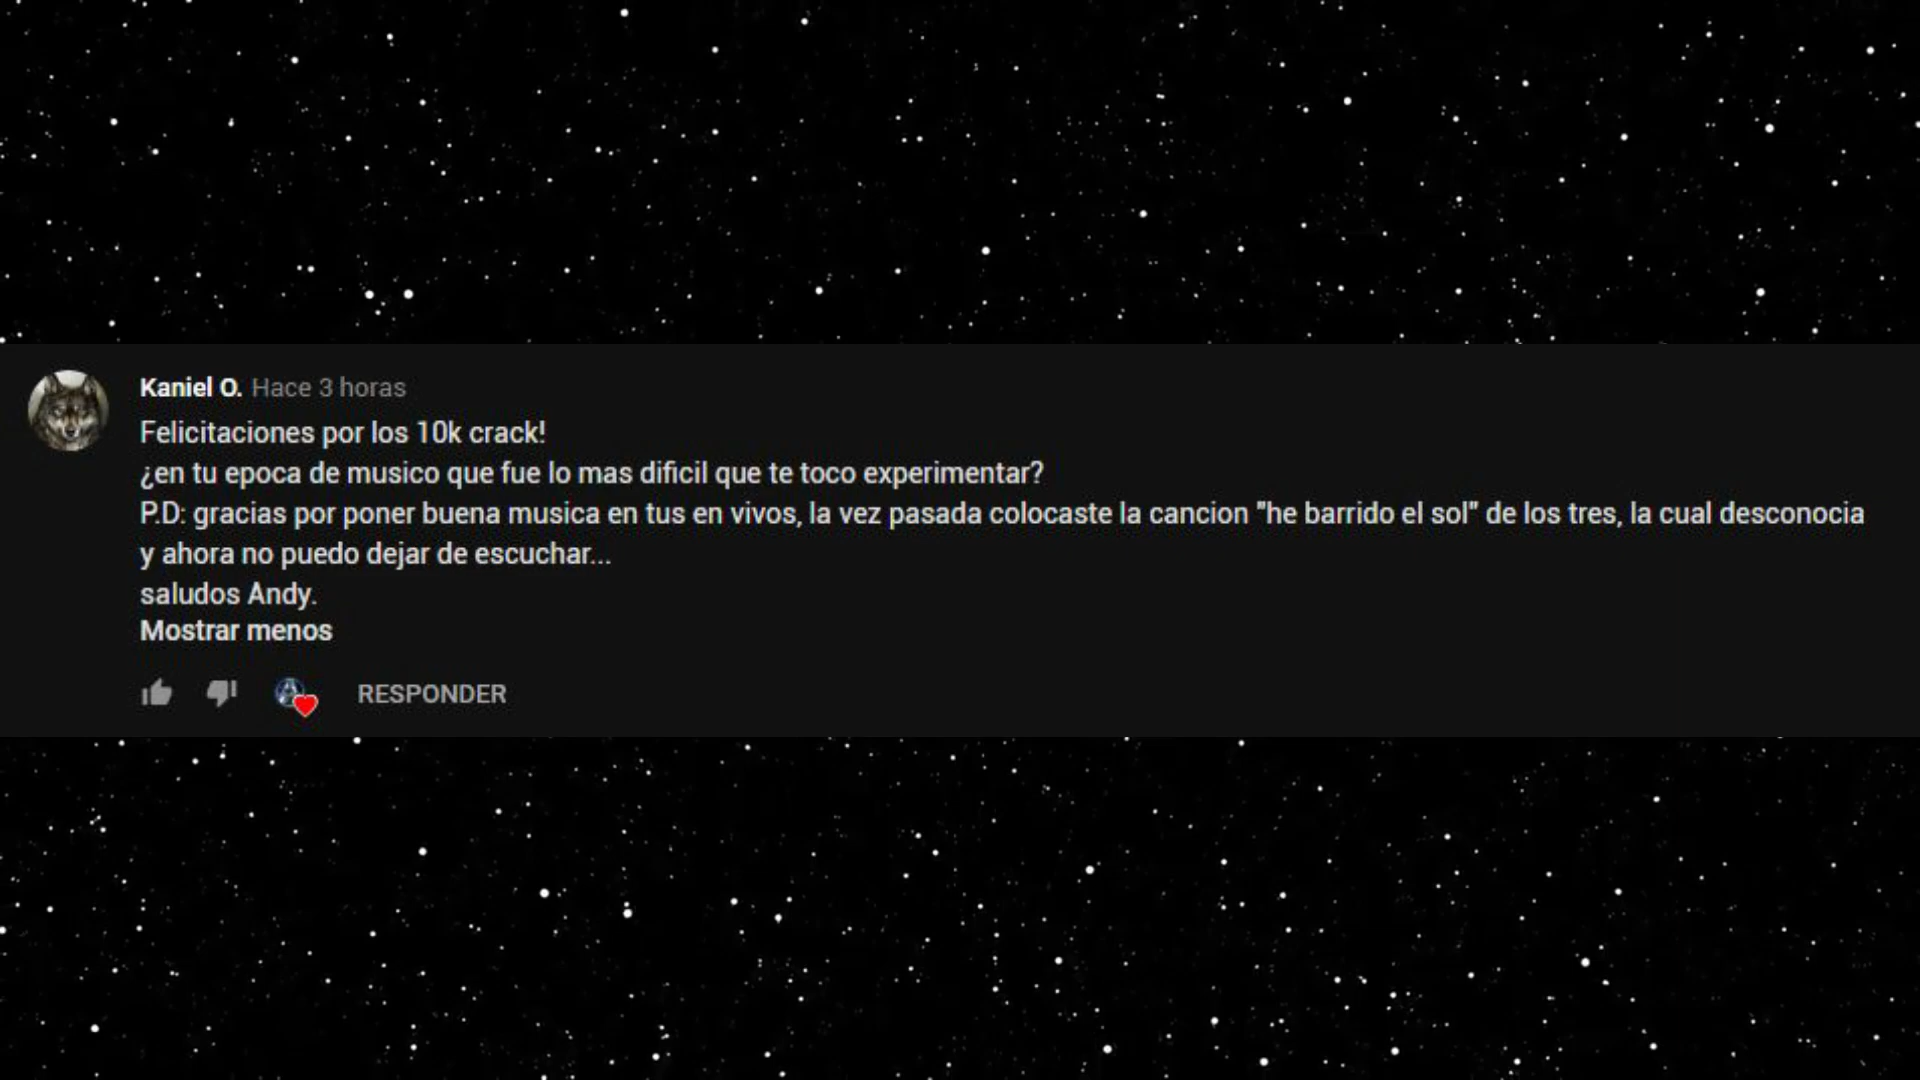 Kaniel O. Hace 3 horas
Felicitaciones por los 10k crack!
¿en tu epoca de musico que fue lo mas dificil que te toco experimentar?
P.D: gracias por poner buena musica en tus en vivos, la vez pasada colocaste la cancion "he barrido el sol" de los tres, la cual desconocia
y ahora no puedo dejar de escuchar...
saludos Andy.
Mostrar menos
RESPONDER